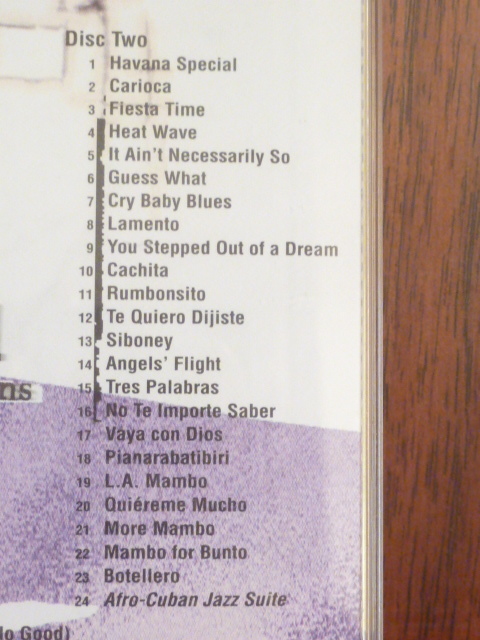 Disc Two
1 Havana Special
2 Carioca
3 Fiesta Time
4 Heat Wave
5 It Ain't Necessarily So
6 Guess What
7 Cry Baby Blues
8 Lamento
9 You Stepped Out of a Dream
10 Cachita
11 Rumbonsito
12 Te Quiero Dijiste
13 Siboney
14 Angels' Flight
15 Tres Palabras
16 No Te Importe Saber
17 Vaya con Dios
18 Pianarabatibiri
19 L.A. Mambo
20 Quiéreme Mucho
21 More Mambo
22 Mambo for Bunto
23 Botellero
24 Afro-Cuban Jazz Suite
Good)